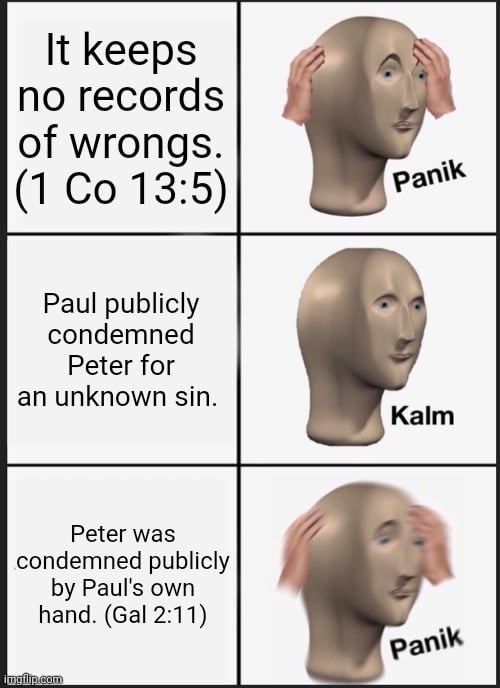 It keeps
no records
of wrongs.
(1 Co 13:5)
Panik
Paul publicly
condemned
Peter for
an unknown sin.
Kalm
Peter was
condemned publicly
by Paul's own
hand. (Gal 2:11)
Panik
imgflip.com